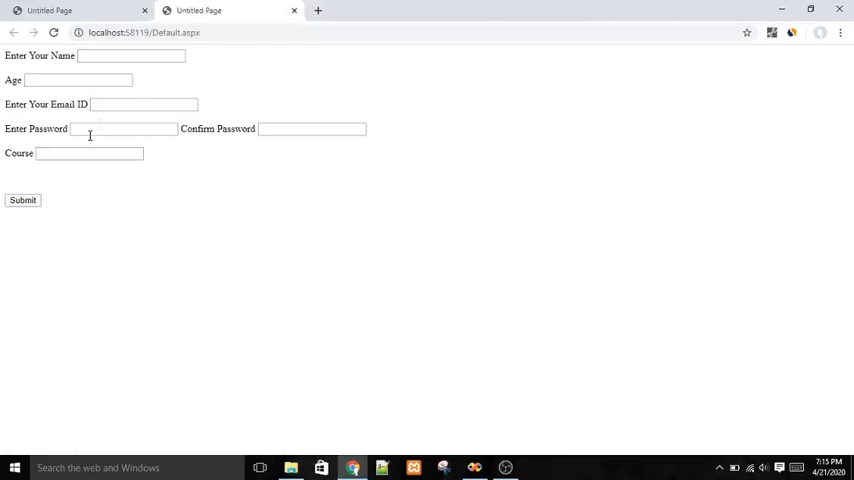 Untitled Page
Untitled Page
localhost:58119/Default.aspx
Enter Your Name
Age
Enter Your Email ID
Enter Password Confirm Password
Course
Submit
Search the web and Windows
7:15 PM
4/21/2020